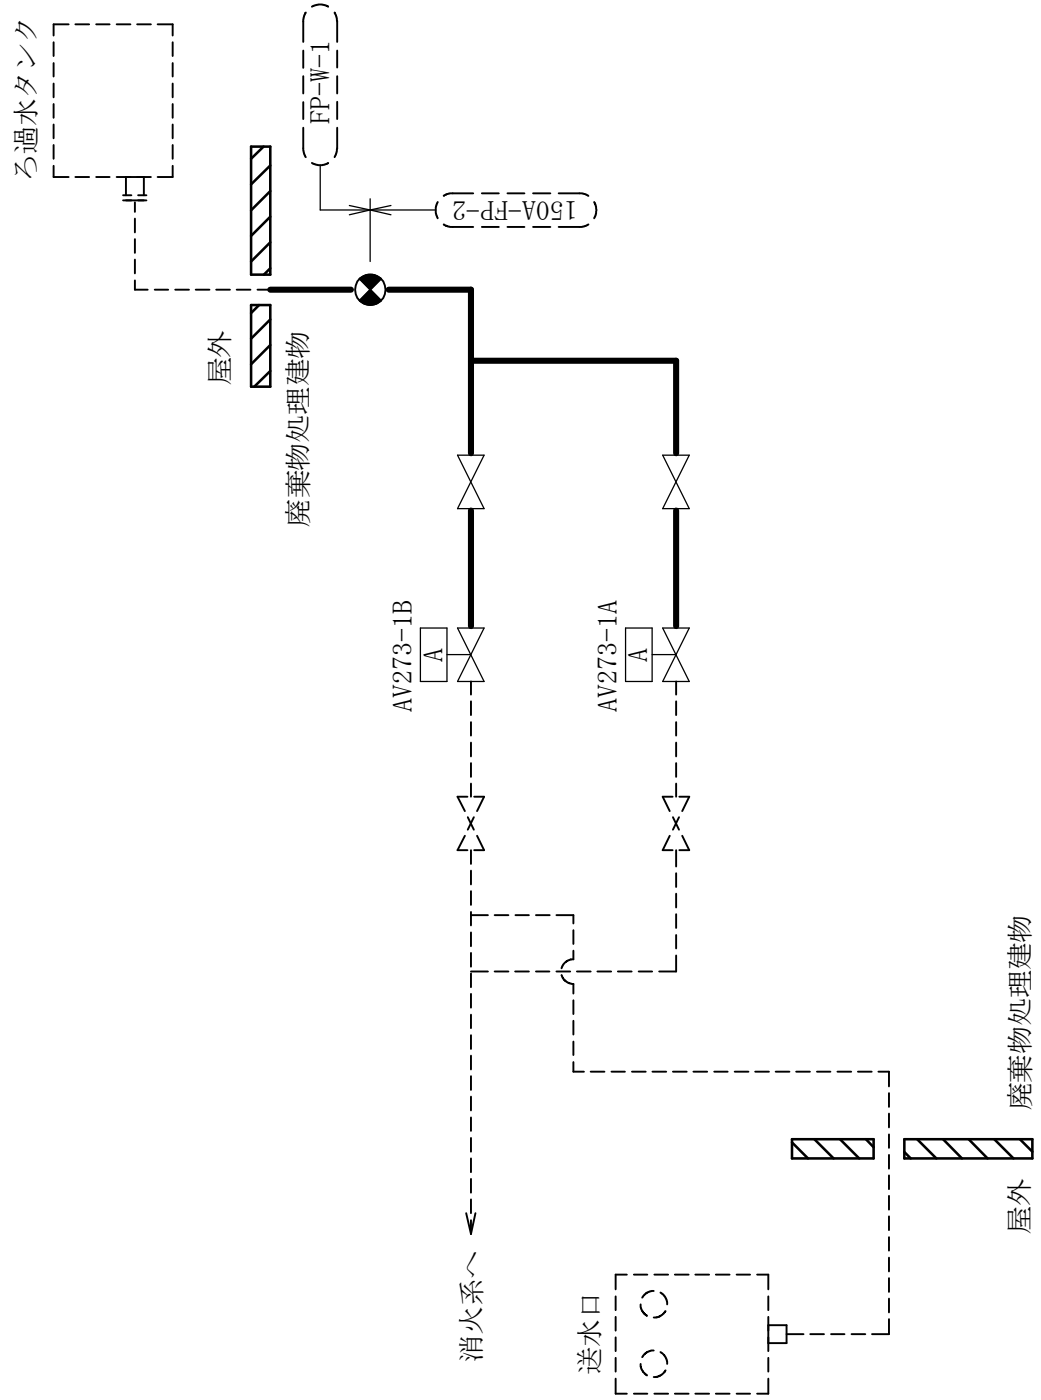 ろ過水タンク
FP-W-1
150A-FP-2
屋外
廃棄物処理建物
AV273-1B
A
AV273-1A
A
消火系へ
送水口
屋外
廃棄物処理建物